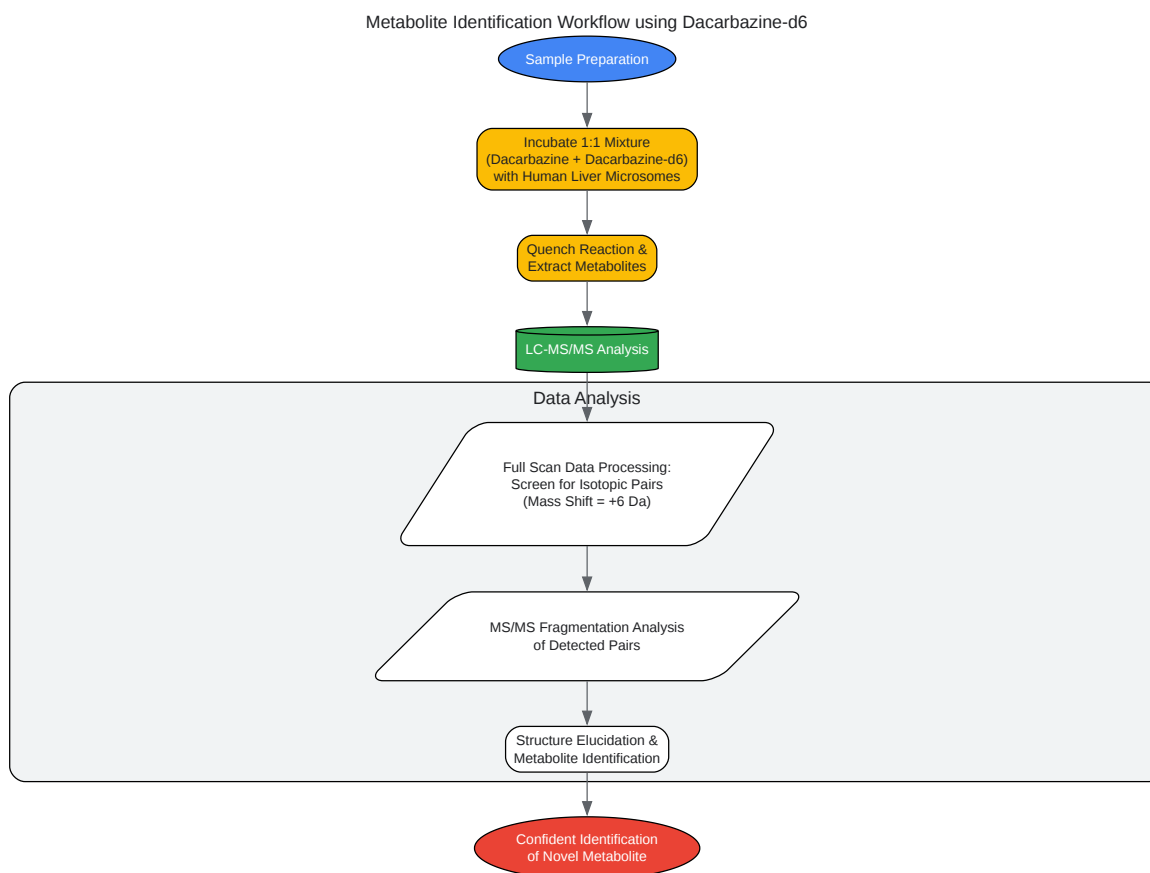 Metabolite Identification Workflow using Dacarbazine-d6
Sample Preparation
Incubate 1:1 Mixture
(Dacarbazine + Dacarbazine-d6)
with Human Liver Microsomes
Quench Reaction &
Extract Metabolites
LC-MS/MS Analysis
Data Analysis
Full Scan Data Processing:
Screen for Isotopic Pairs
(Mass Shift = +6 Da)
MS/MS Fragmentation Analysis
of Detected Pairs
Structure Elucidation &
Metabolite Identification
Confident Identification
of Novel Metabolite